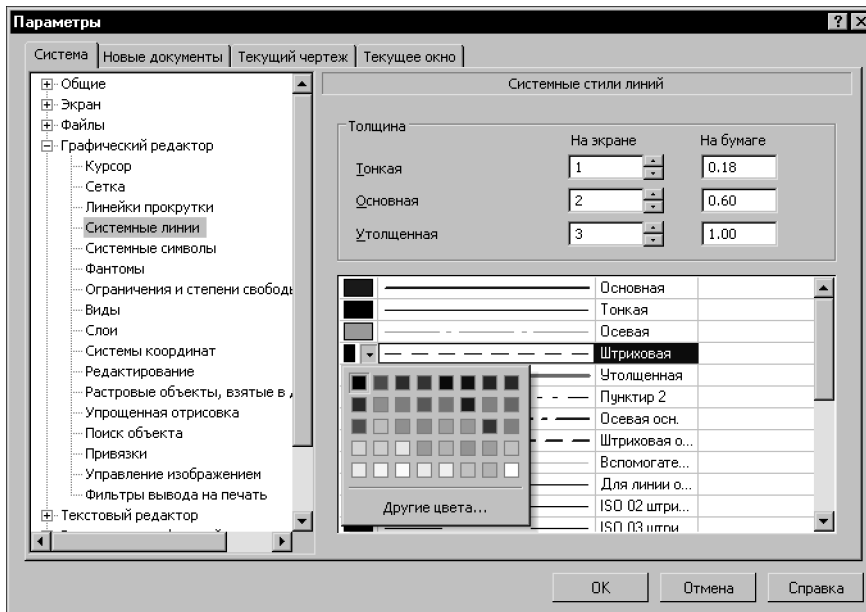 Параметры
Система Новые документы Текущий чертеж Текущее окно
Общие
Экран
Файлы
Графический редактор
Курсор
Сетка
Линейки прокрутки
Системные линии
Системные символы
Фантомы
Ограничения и степени свободы
Виды
Слои
Системы координат
Редактирование
Растровые объекты, взятые в
Упрощенная отрисовка
Поиск объекта
Привязки
Управление изображением
Фильтры вывода на печать
Текстовый редактор
Системные стили линий
Толщина
На экране На бумаге
Тонкая 1 0.18
Основная 2 0.60
Утолщенная 3 1.00
Основная
Тонкая
Осевая
Штриховая
Утолщенная
Пунктир 2
Осевая осн.
Штриховая о...
Вспомогате...
Для линии о...
ISO 02 штри...
ISO 03 штри
Другие цвета...
OK Отмена Справка